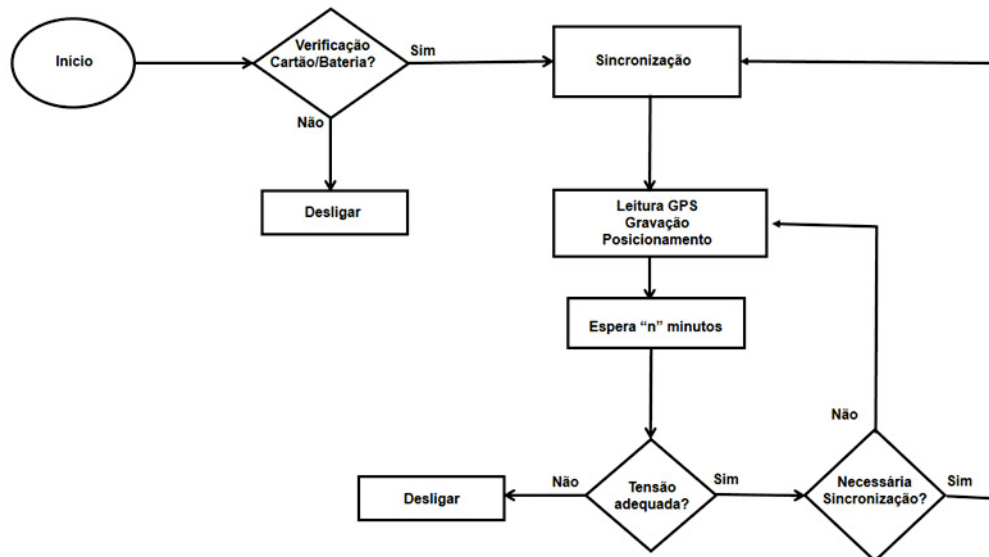 Início
Verificação
Cartão/Bateria?
Sim
Sincronização
Não
Desligar
Leitura GPS
Gravação
Posicionamento
Espera “n” minutos
Não
Desligar
Não
Tensão
adequada?
Sim
Necessária
Sincronização?
Sim